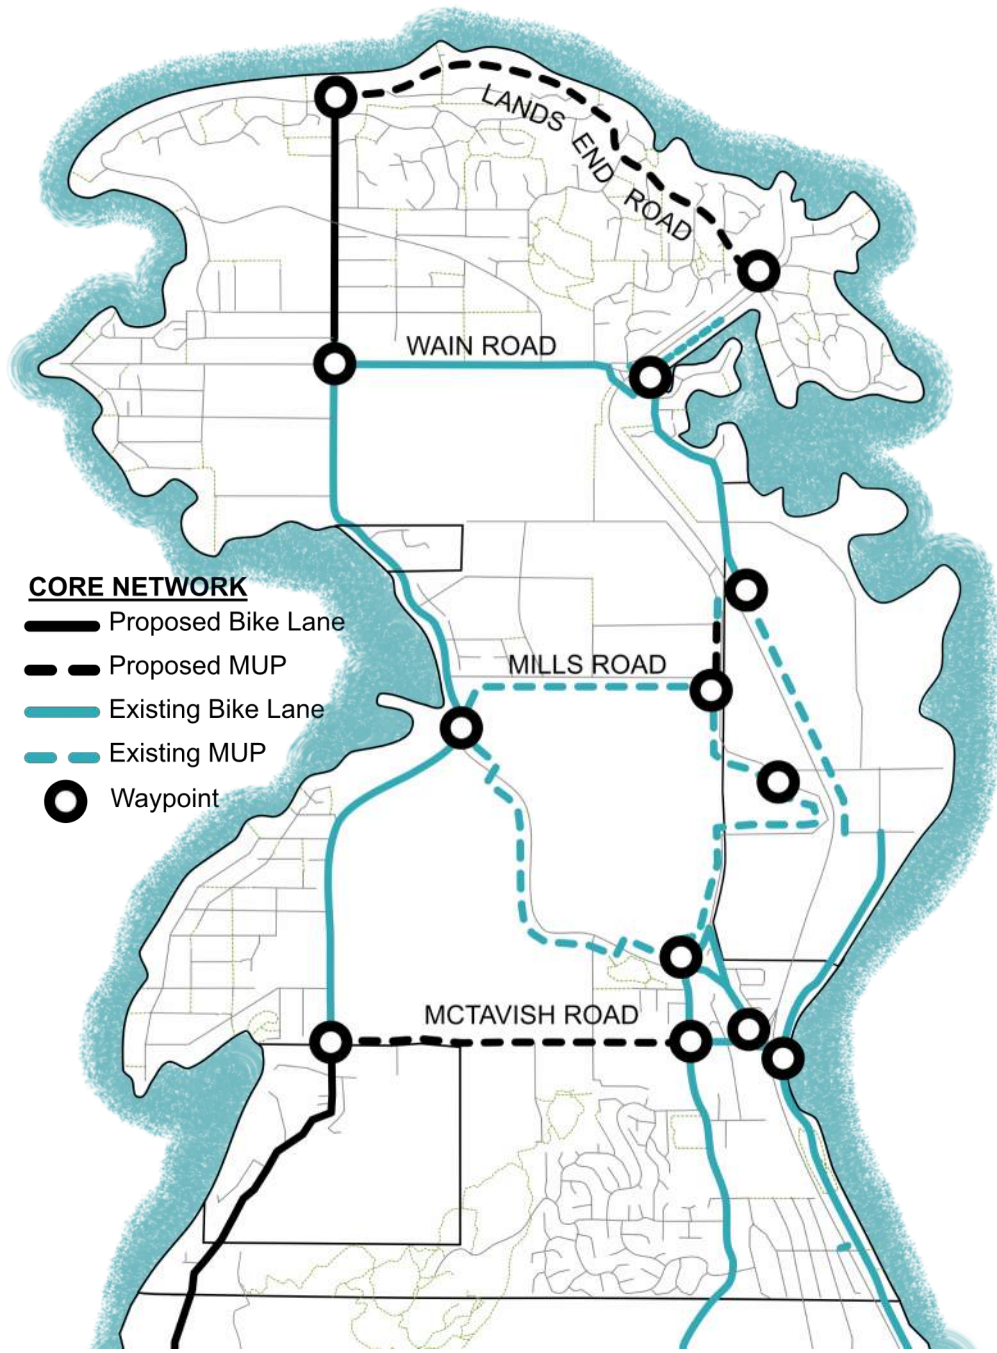 LANDS END ROAD
WAIN ROAD
CORE NETWORK
Proposed Bike Lane
Proposed MUP
Existing Bike Lane
Existing MUP
Waypoint
MILLS ROAD
MCTAVISH ROAD